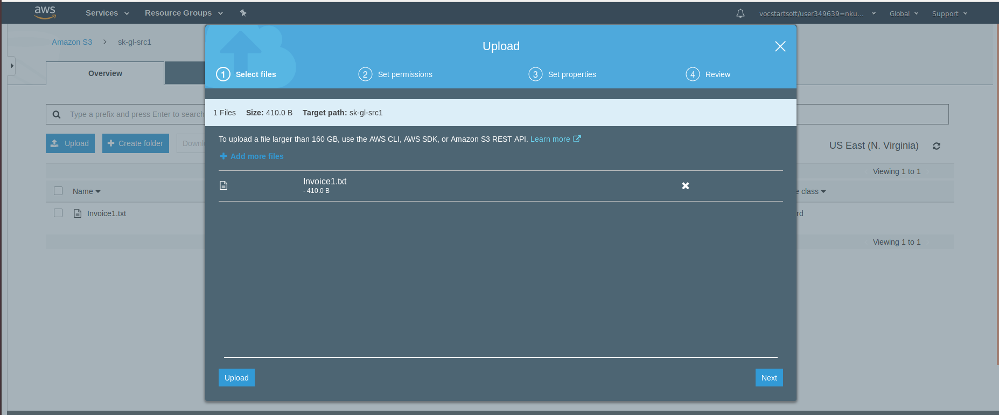 aws Services Resource Groups vocstartsoft/user349639=nku... Global Support
Amazon S3 > sk-gl-src1
Overview
Type a prefix and press Enter to search
Upload Create folder
US East (N. Virginia)
Viewing 1 to 1
Name
class
Invoice1.txt
Viewing 1 to 1
Upload
1 Select files 2 Set permissions 3 Set properties 4 Review
1 Files Size: 410.0 B Target path: sk-gl-src1
To upload a file larger than 160 GB, use the AWS CLI, AWS SDK, or Amazon S3 REST API. Learn more
Add more files
Invoice1.txt
- 410.0 B
Upload Next